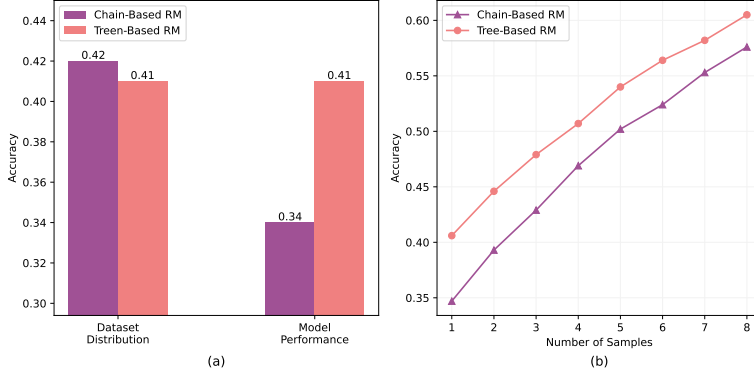 0.44
0.42
0.40
0.38
0.36
0.34
0.32
0.30
Accuracy
Chain-Based RM
Treen-Based RM
0.42
0.41
0.34
0.41
Dataset
Distribution
Model
Performance
(a)
0.60
0.55
0.50
0.45
0.40
0.35
Accuracy
Chain-Based RM
Tree-Based RM
1 2 3 4 5 6 7 8
Number of Samples
(b)